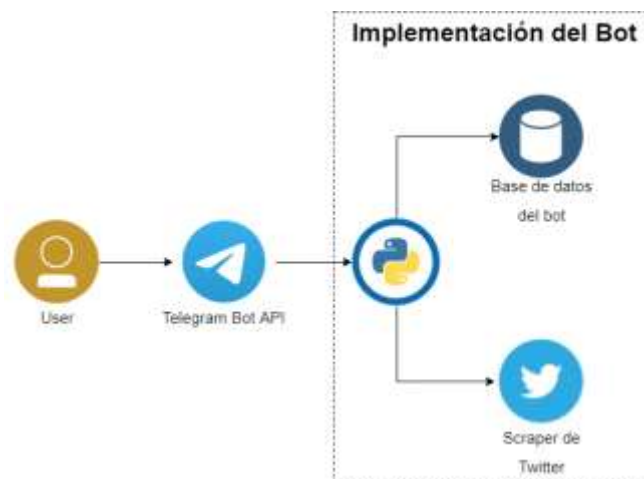 Implementación del Bot
Base de datos
del bot
User
Telegram Bot API
Scraper de
Twitter